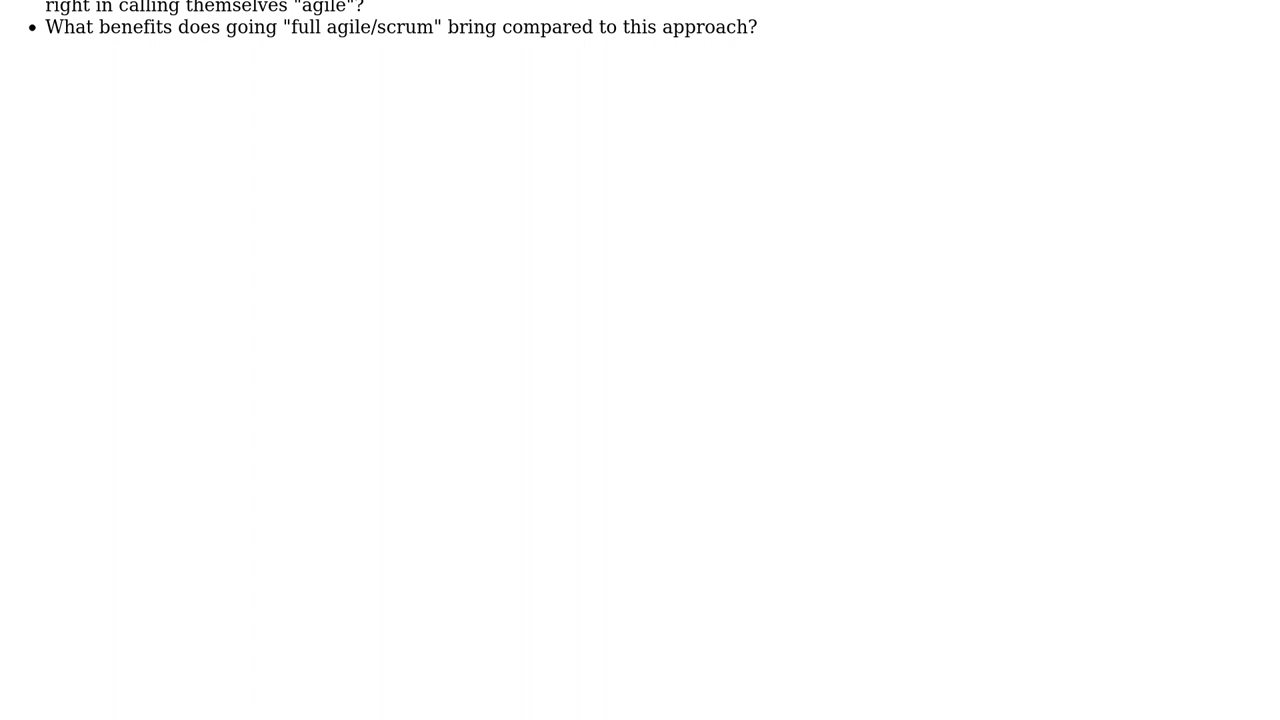 right in calling themselves "agile"?
• What benefits does going "full agile/scrum" bring compared to this approach?